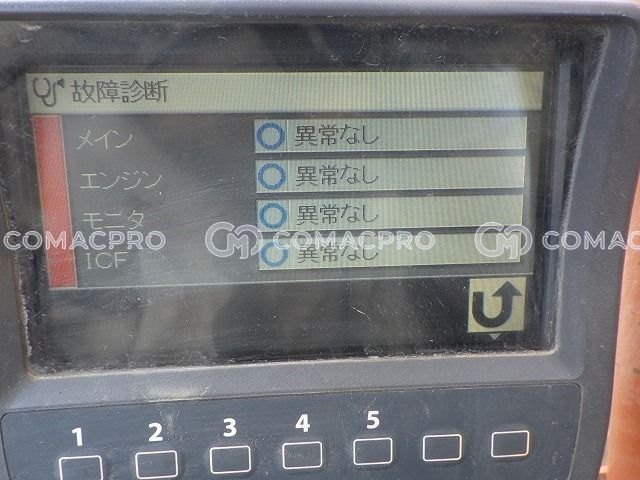 故障診断
メイン 異常なし
エンジン 異常なし
モニタ 異常なし
COMACPRO COMACPRO COMACPRO
ICF 異常なし
1 2 3 4 5